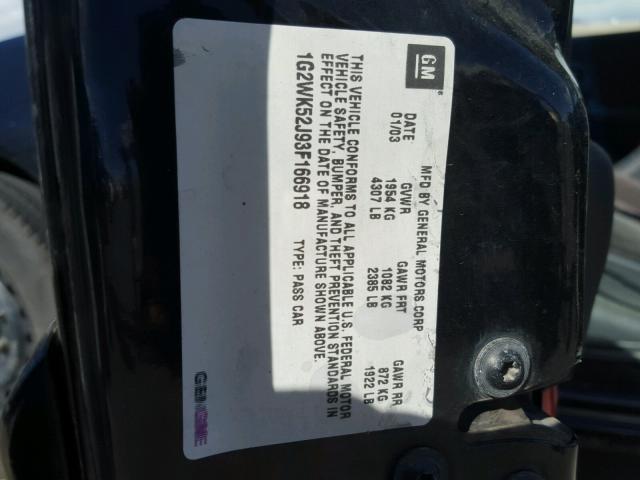 GM
MFD BY GENERAL MOTORS CORP
DATE GVWR GAWR FRT GAWR RR
01/03 1954 KG 1082 KG 872 KG
4307 LB 2385 LB 1922 LB
THIS VEHICLE CONFORMS TO ALL APPLICABLE U.S. FEDERAL MOTOR
VEHICLE SAFETY, BUMPER, AND THEFT PREVENTION STANDARDS IN
EFFECT ON THE DATE OF MANUFACTURE SHOWN ABOVE.
1G2WK52J93F166918 TYPE: PASS CAR